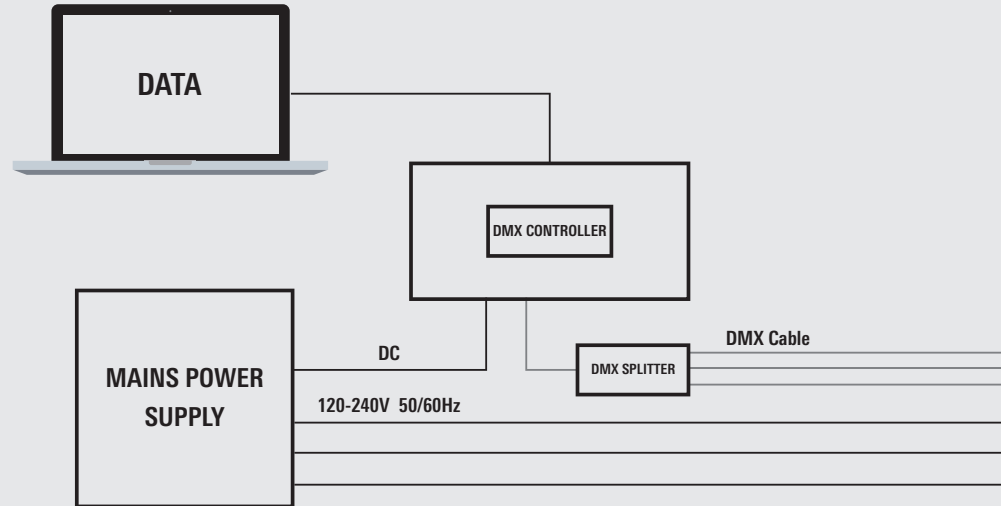 DATA
DMX CONTROLLER
DMX Cable
DC
DMX SPLITTER
MAINS POWER
SUPPLY
120-240V 50/60Hz